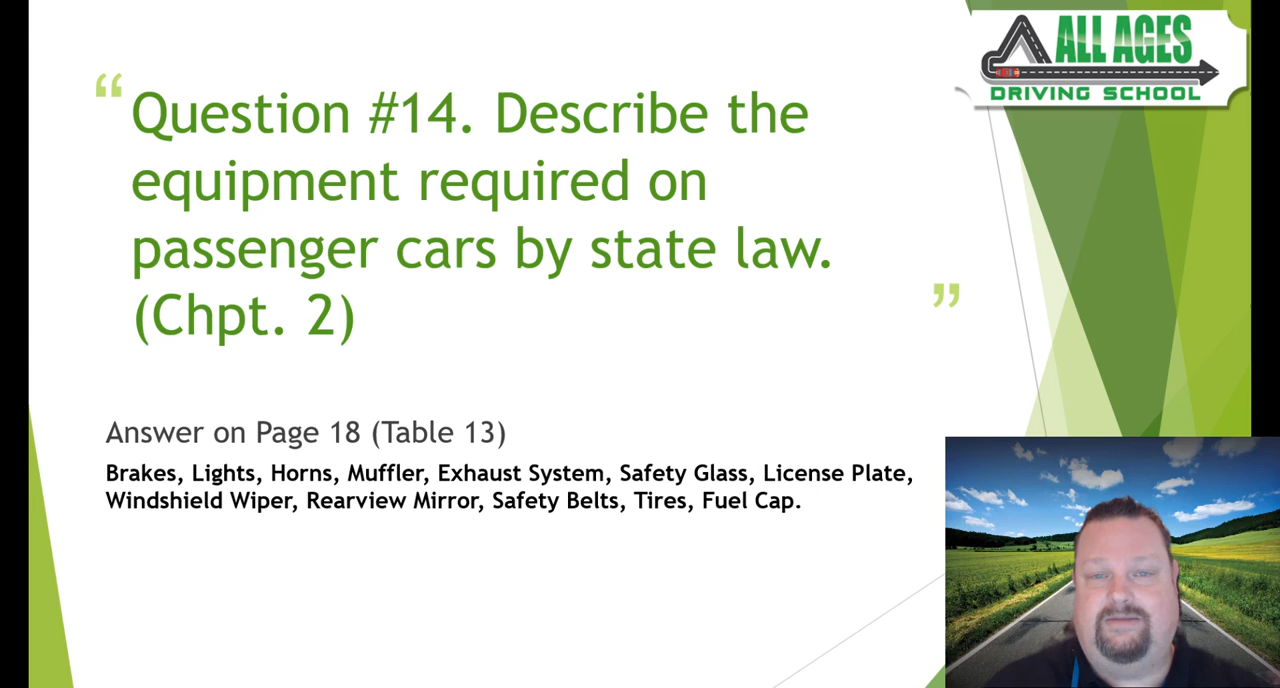 ALL AGES
DRIVING SCHOOL
“Question #14. Describe the
equipment required on
passenger cars by state law.
(Chpt. 2)”
Answer on Page 18 (Table 13)
Brakes, Lights, Horns, Muffler, Exhaust System, Safety Glass, License Plate,
Windshield Wiper, Rearview Mirror, Safety Belts, Tires, Fuel Cap.